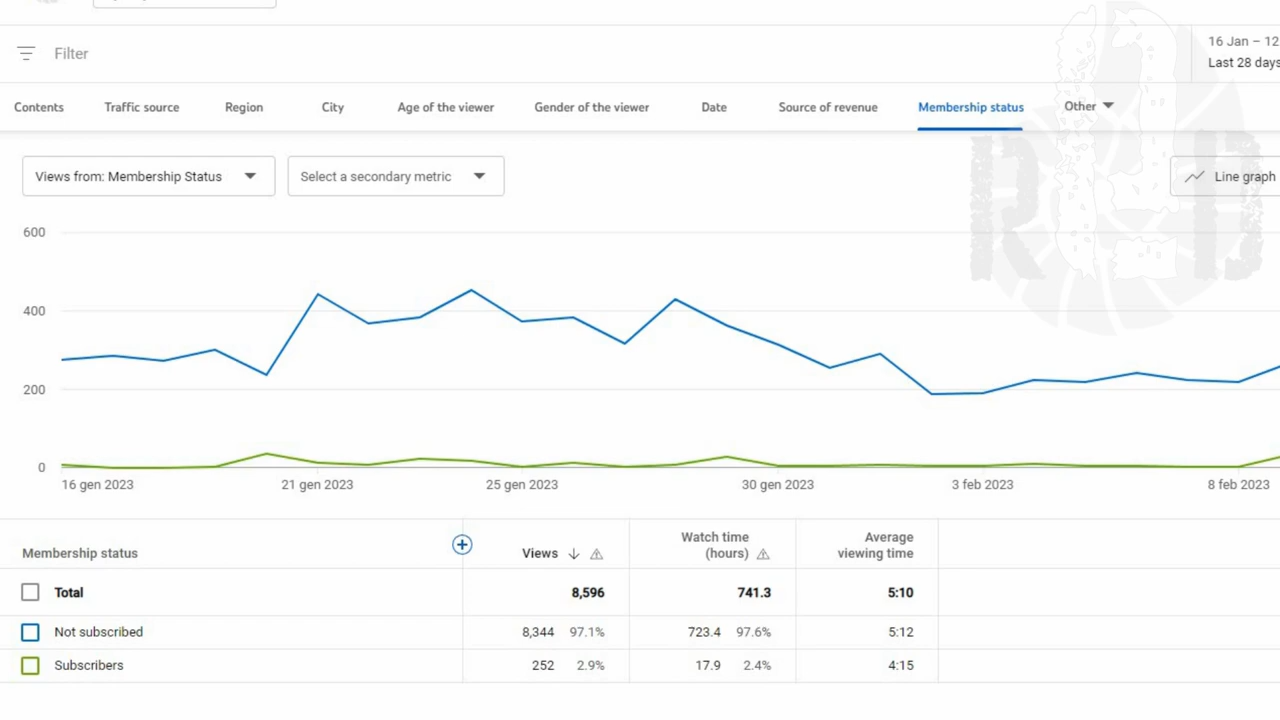 Filter
16 Jan – 12
Last 28 days
Contents Traffic source Region City Age of the viewer Gender of the viewer Date Source of revenue Membership status Other
Views from: Membership Status Select a secondary metric Line graph
600
400
200
0
16 gen 2023 21 gen 2023 25 gen 2023 30 gen 2023 3 feb 2023 8 feb 2023
Membership status Views Watch time (hours) Average viewing time
Total 8,596 741.3 5:10
Not subscribed 8,344 97.1% 723.4 97.6% 5:12
Subscribers 252 2.9% 17.9 2.4% 4:15